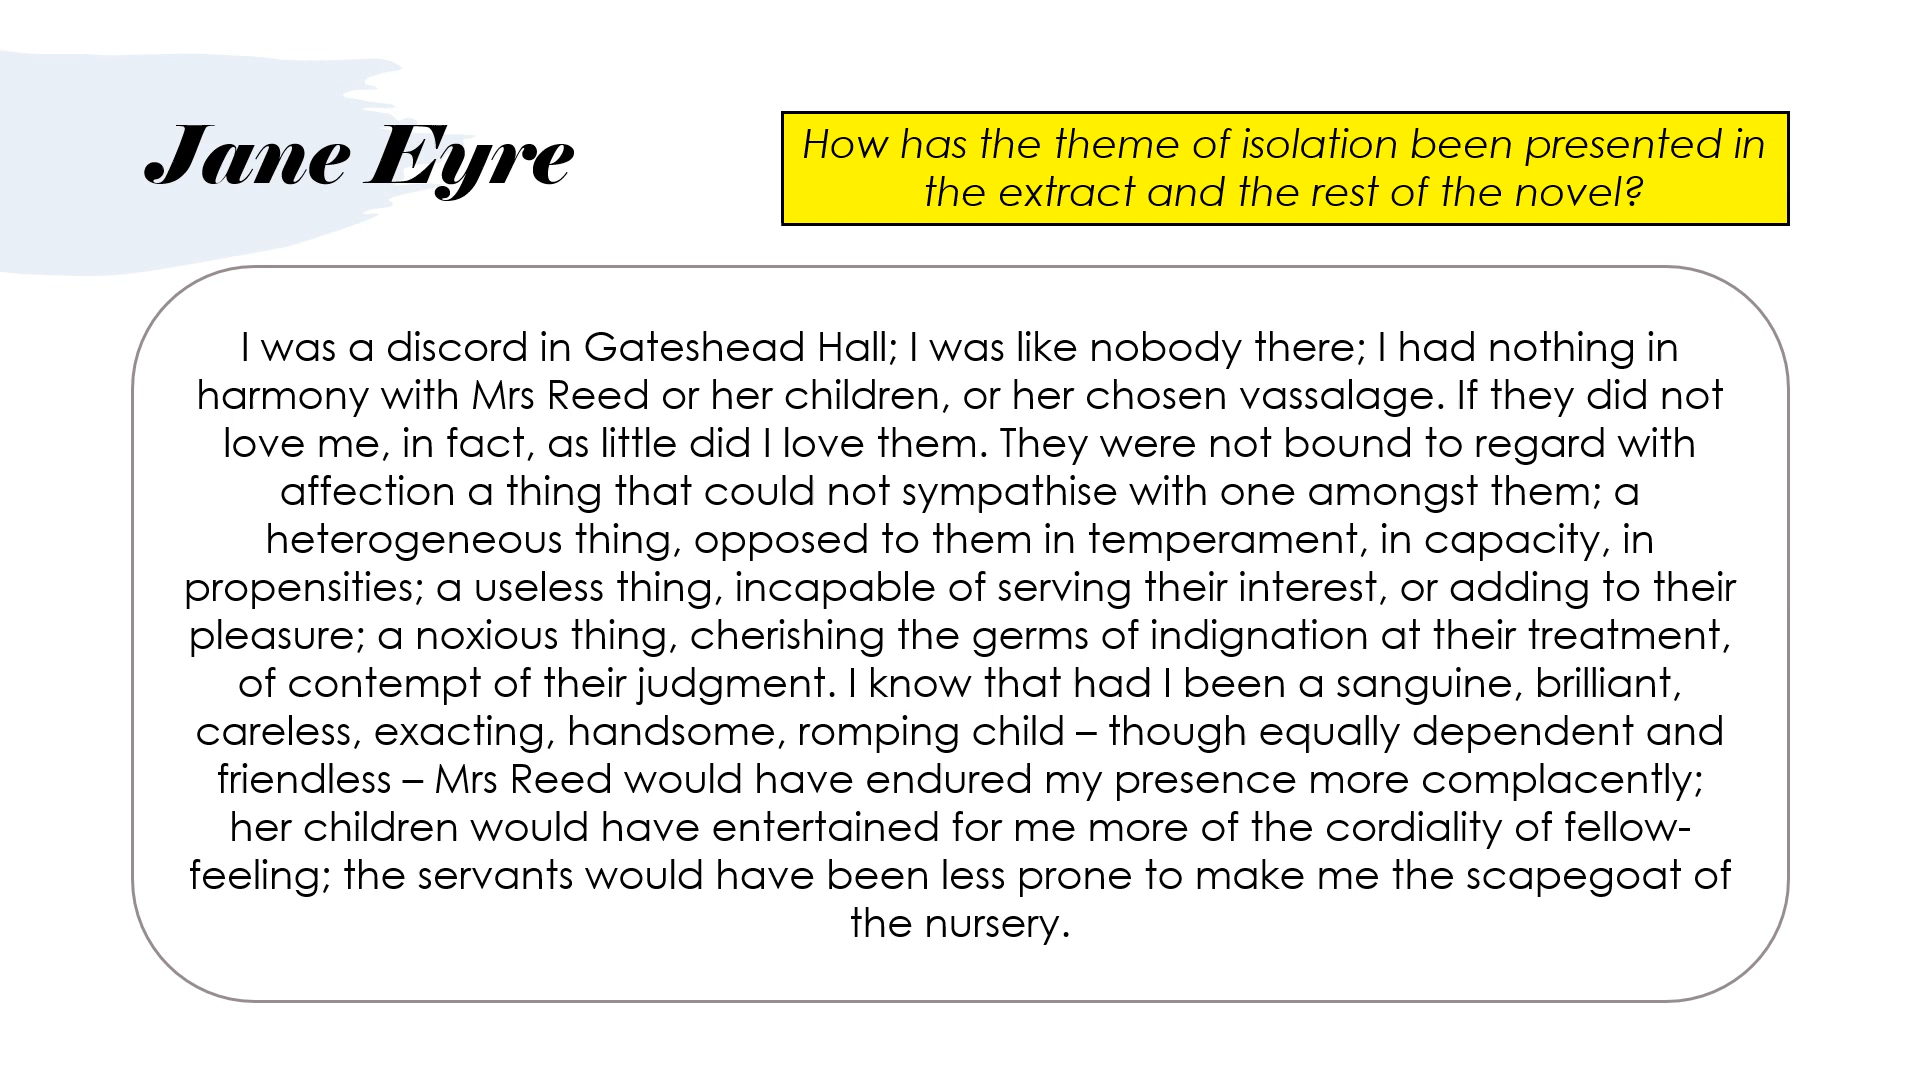 Jane Eyre
How has the theme of isolation been presented in
the extract and the rest of the novel?
I was a discord in Gateshead Hall; I was like nobody there; I had nothing in
harmony with Mrs Reed or her children, or her chosen vassalage. If they did not
love me, in fact, as little did I love them. They were not bound to regard with
affection a thing that could not sympathise with one amongst them; a
heterogeneous thing, opposed to them in temperament, in capacity, in
propensities; a useless thing, incapable of serving their interest, or adding to their
pleasure; a noxious thing, cherishing the germs of indignation at their treatment,
of contempt of their judgment. I know that had I been a sanguine, brilliant,
careless, exacting, handsome, romping child – though equally dependent and
friendless – Mrs Reed would have endured my presence more complacently;
her children would have entertained for me more of the cordiality of fellow-
feeling; the servants would have been less prone to make me the scapegoat of
the nursery.